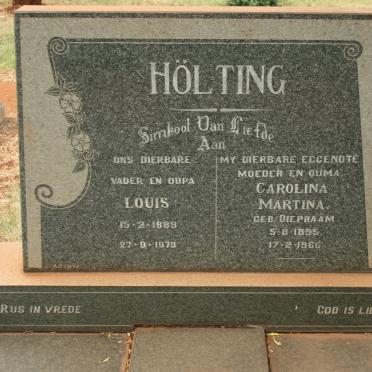 HÖLTING
Simbool Van Liefde
Aan
ONS DIERBARE
VADER EN OUPA
LOUIS
15-2-1889
27-9-1973
MY DIERBARE EGGENOTE
MOEDER EN OUMA
CAROLINA
MARTINA.
GEB. DIEPRAAM
5-8-1895
17-2-1966
RUS IN VREDE
GOD IS